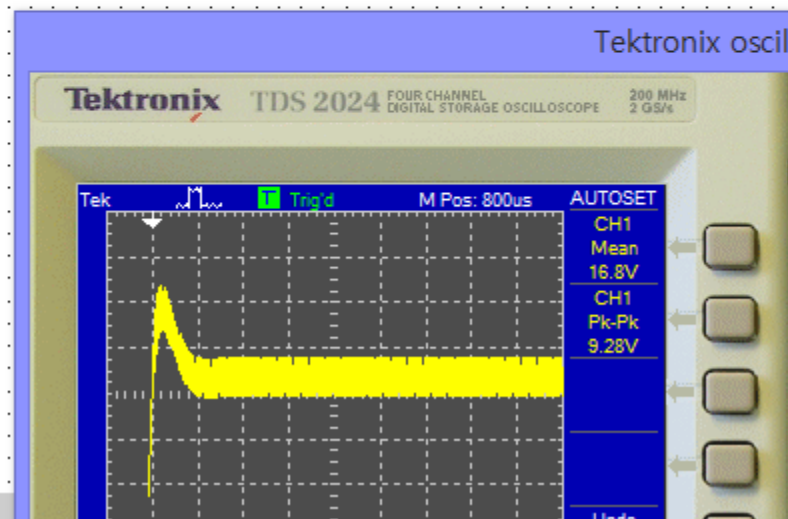 Tektronix oscil
Tektronix TDS 2024 FOUR CHANNEL
DIGITAL STORAGE OSCILLOSCOPE
200 MHz
2 GS/s
Tek T Trig'd M Pos: 800us AUTOSET
CH1
Mean
16.8V
CH1
Pk-Pk
9.28V